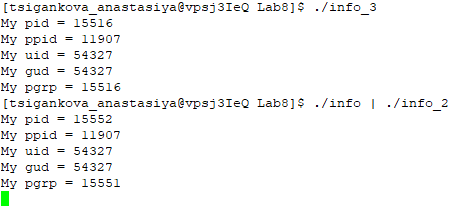 [tsigankova_anastasiya@vpsj3IeQ Lab8]$ ./info_3
My pid = 15516
My ppid = 11907
My uid = 54327
My gud = 54327
My pgrp = 15516
[tsigankova_anastasiya@vpsj3IeQ Lab8]$ ./info | ./info_2
My pid = 15552
My ppid = 11907
My uid = 54327
My gud = 54327
My pgrp = 15551